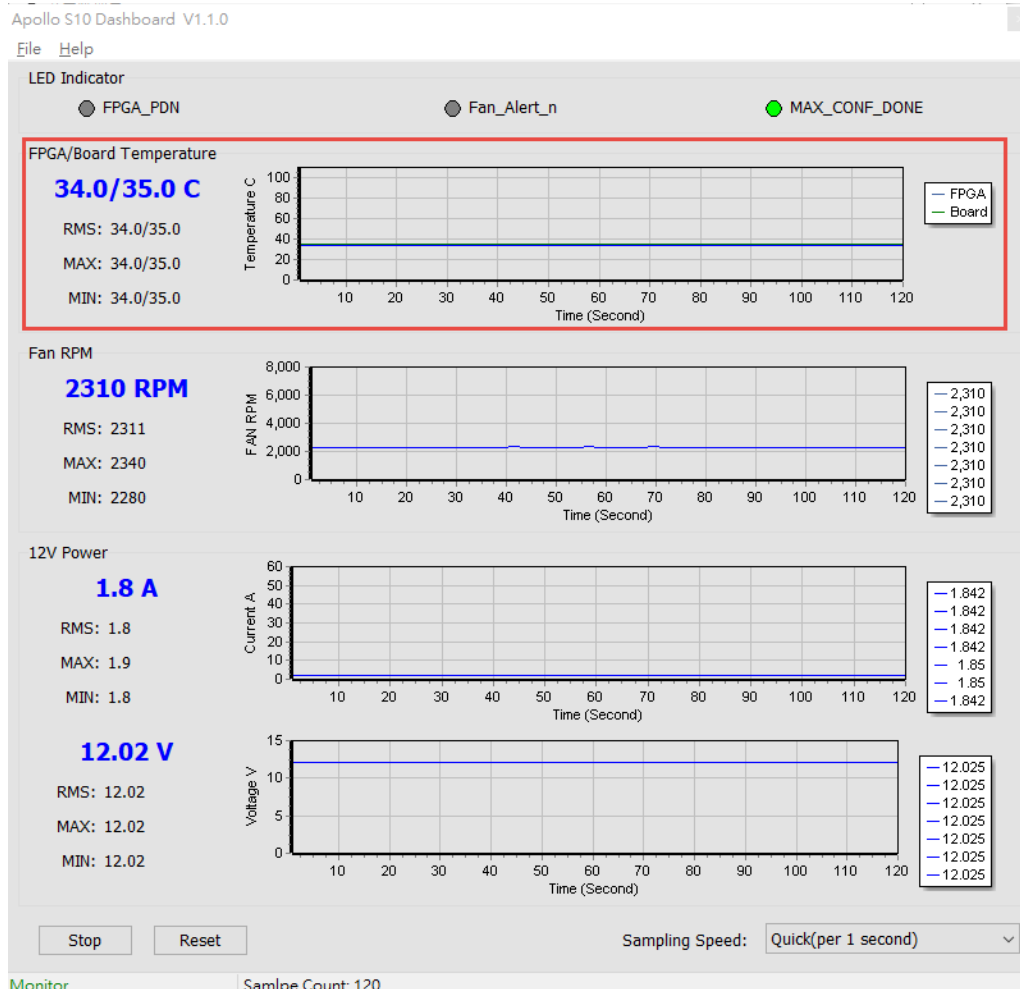 Apollo S10 Dashboard V1.1.0
File Help
LED Indicator
FPGA_PDN Fan_Alert_n MAX_CONF_DONE
FPGA/Board Temperature
34.0/35.0 C
RMS: 34.0/35.0
MAX: 34.0/35.0
MIN: 34.0/35.0
Temperature C
100
80
60
40
20
0
10 20 30 40 50 60 70 80 90 100 110 120
Time (Second)
FPGA
Board
Fan RPM
2310 RPM
RMS: 2311
MAX: 2340
MIN: 2280
FAN RPM
8,000
6,000
4,000
2,000
0
10 20 30 40 50 60 70 80 90 100 110 120
Time (Second)
2,310
2,310
2,310
2,310
2,310
2,310
2,310
12V Power
1.8 A
RMS: 1.8
MAX: 1.9
MIN: 1.8
Current A
60
50
40
30
20
10
0
10 20 30 40 50 60 70 80 90 100 110 120
Time (Second)
1.842
1.842
1.842
1.842
1.85
1.85
1.842
12.02 V
RMS: 12.02
MAX: 12.02
MIN: 12.02
Voltage V
15
10
5
0
10 20 30 40 50 60 70 80 90 100 110 120
Time (Second)
12.025
12.025
12.025
12.025
12.025
12.025
12.025
Stop Reset Sampling Speed: Quick(per 1 second)
Monitor Samlpe Count: 120